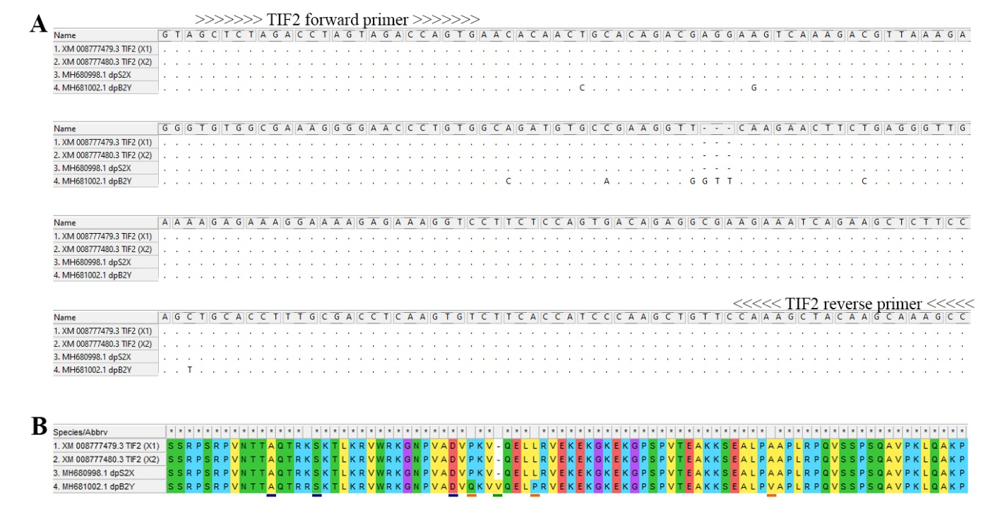 A
>>>>>>> TIF2 forward primer >>>>>>>
Name G T A G C T C T A G A C C T A G T A G A C C A G T G A A C A C A A C T G C A C A G A C G A G G A A G T C A A A G A C G T T A A A G A
1. XM 008777479.3 TIF2 (X1)
2. XM 008777480.3 TIF2 (X2)
3. MH680998.1 dpS2X
4. MH681002.1 dpB2Y C G
Name G G G T G T G G C G A A A G G G G A A C C C T G T G G C A G A T G T G C C G A A G G T T - - - C A A G A A C T T C T G A G G G T T G
1. XM 008777479.3 TIF2 (X1) - - -
2. XM 008777480.3 TIF2 (X2) - - -
3. MH680998.1 dpS2X - - -
4. MH681002.1 dpB2Y C A G G T T C
Name A A A A G A G A A A G G A A A A G A G A A A G G T C C T T C T C C A G T G A C A G A G G C G A A G A A A T C A G A A G C T C T T C C
1. XM 008777479.3 TIF2 (X1)
2. XM 008777480.3 TIF2 (X2)
3. MH680998.1 dpS2X
4. MH681002.1 dpB2Y
<<<<< TIF2 reverse primer <<<<<
Name A G C T G C A C C T T T G C G A C C T C A A G T G T C T T C A C C A T C C C A A G C T G T T C C A A A G C T A C A A G C A A A G C C
1. XM 008777479.3 TIF2 (X1)
2. XM 008777480.3 TIF2 (X2)
3. MH680998.1 dpS2X
4. MH681002.1 dpB2Y T
B
Species/Abbrv
1. XM 008777479.3 TIF2 (X1) S S R P S R P V N T T A Q T R K S K T L K R V W R K G N P V A D V P K V - Q E L L R V E K E K G K E K G P S P V T E A K K S E A L P A A P L R P Q V S S P S Q A V P K L Q A K P
2. XM 008777480.3 TIF2 (X2) S S R P S R P V N T T A Q T R K S K T L K R V W R K G N P V A D V P K V - Q E L L R V E K E K G K E K G P S P V T E A K K S E A L P A A P L R P Q V S S P S Q A V P K L Q A K P
3. MH680998.1 dpS2X S S R P S R P V N T T A Q T R K S K T L K R V W R K G N P V A D V P K V - Q E L L R V E K E K G K E K G P S P V T E A K K S E A L P A A P L R P Q V S S P S Q A V P K L Q A K P
4. MH681002.1 dpB2Y S S R P S R P V N T T A Q T R R S K T L K R V W R K G N P V A D V Q K V V Q E L P R V E K E K G K E K G P S P V T E A K K S E A L P V A P L R P Q V S S P S Q A V P K L Q A K P